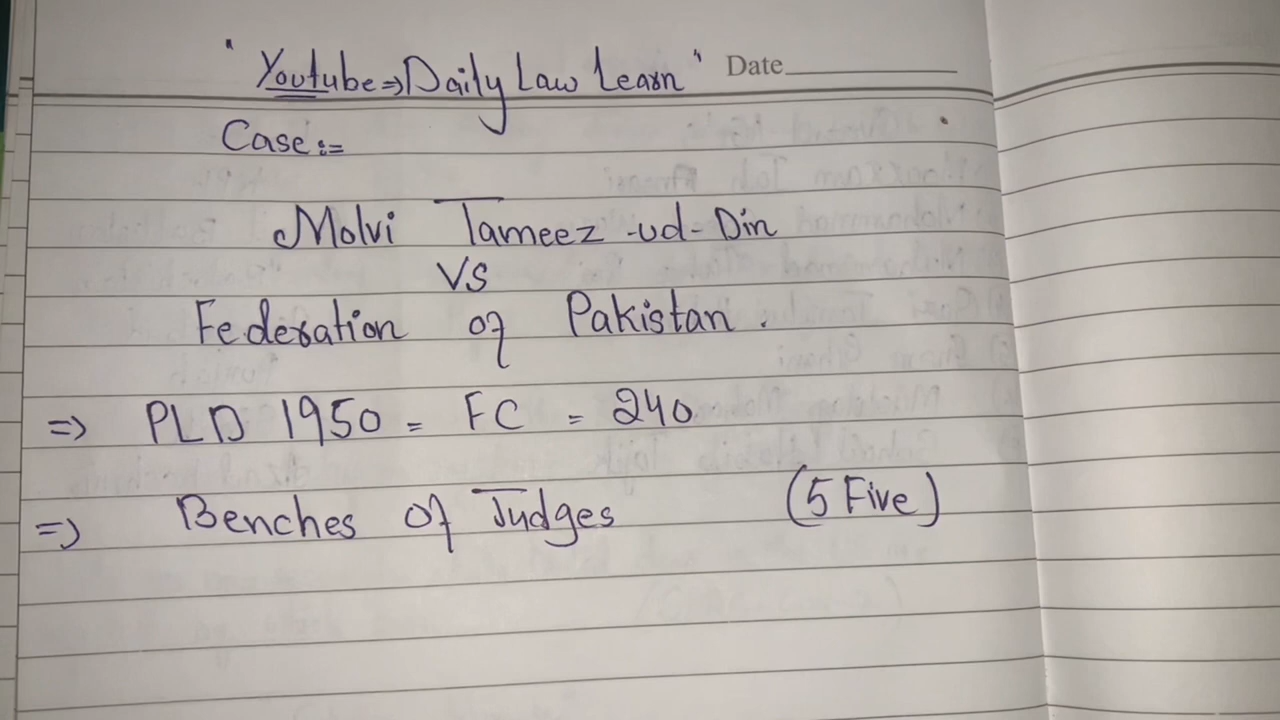 "Youtube⇒Daily Law Learn" Date
Case:=
Molvi Tameez-ud-Din
VS
Federation of Pakistan.
⇒ PLD 1950 = FC = 240
⇒ Benches of Judges (5 Five)